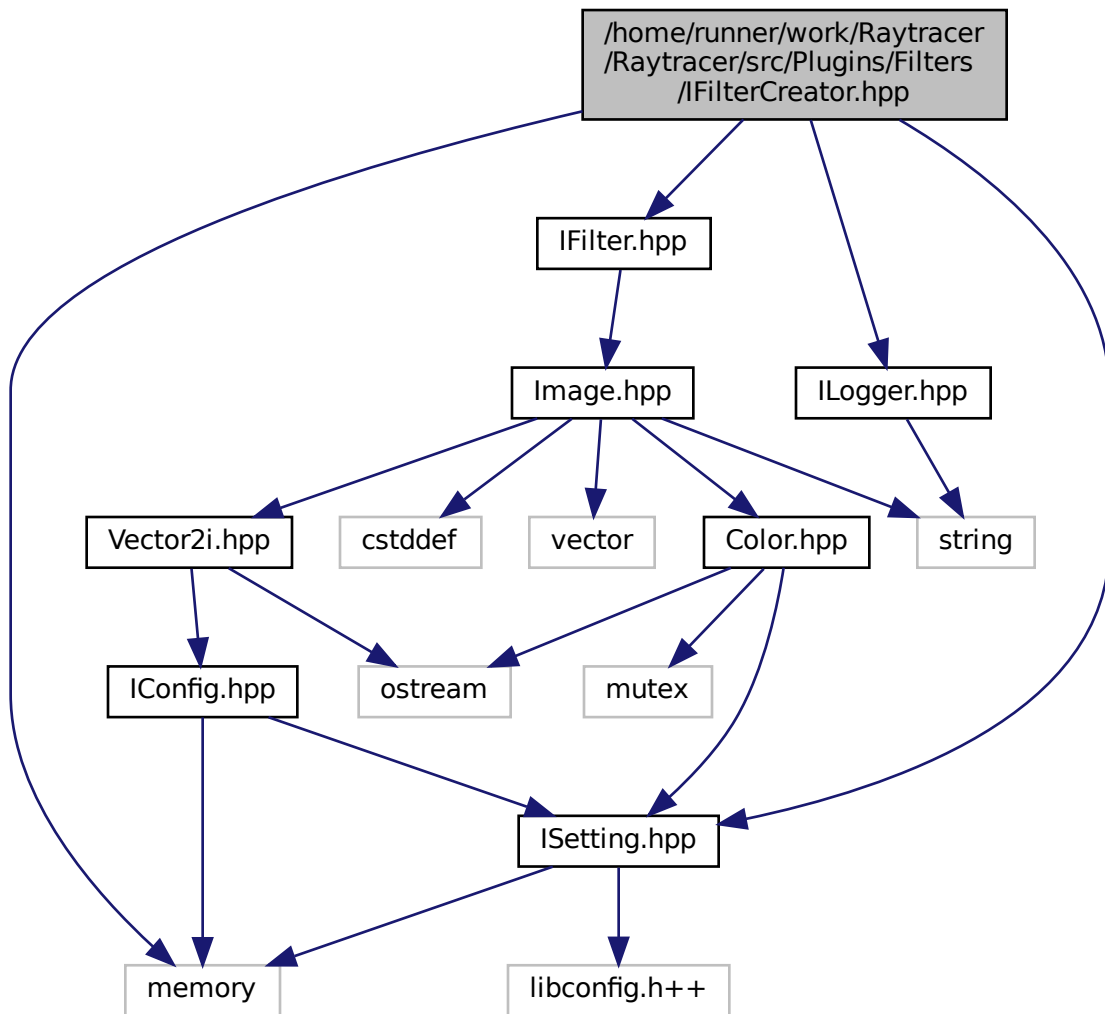 /home/runner/work/Raytracer
/Raytracer/src/Plugins/Filters
/IFilterCreator.hpp
IFilter.hpp
Image.hpp
ILogger.hpp
Vector2i.hpp
cstddef
vector
Color.hpp
string
IConfig.hpp
ostream
mutex
ISetting.hpp
memory
libconfig.h++